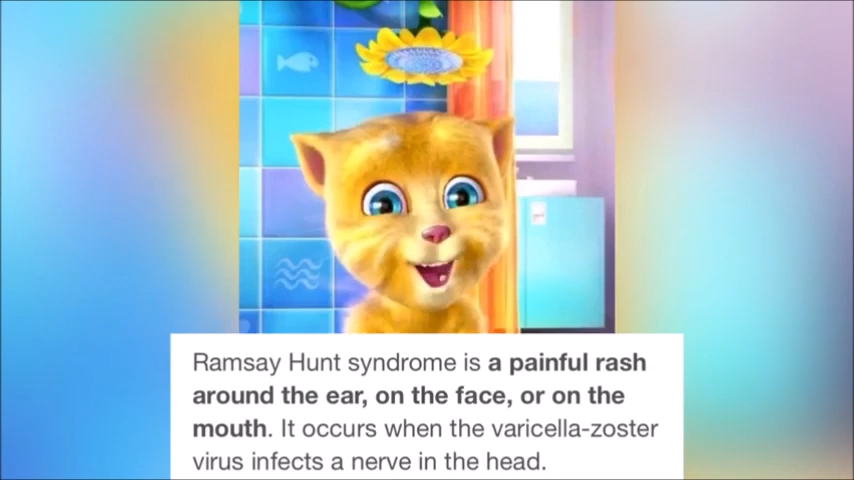 Ramsay Hunt syndrome is a painful rash
around the ear, on the face, or on the
mouth. It occurs when the varicella-zoster
virus infects a nerve in the head.